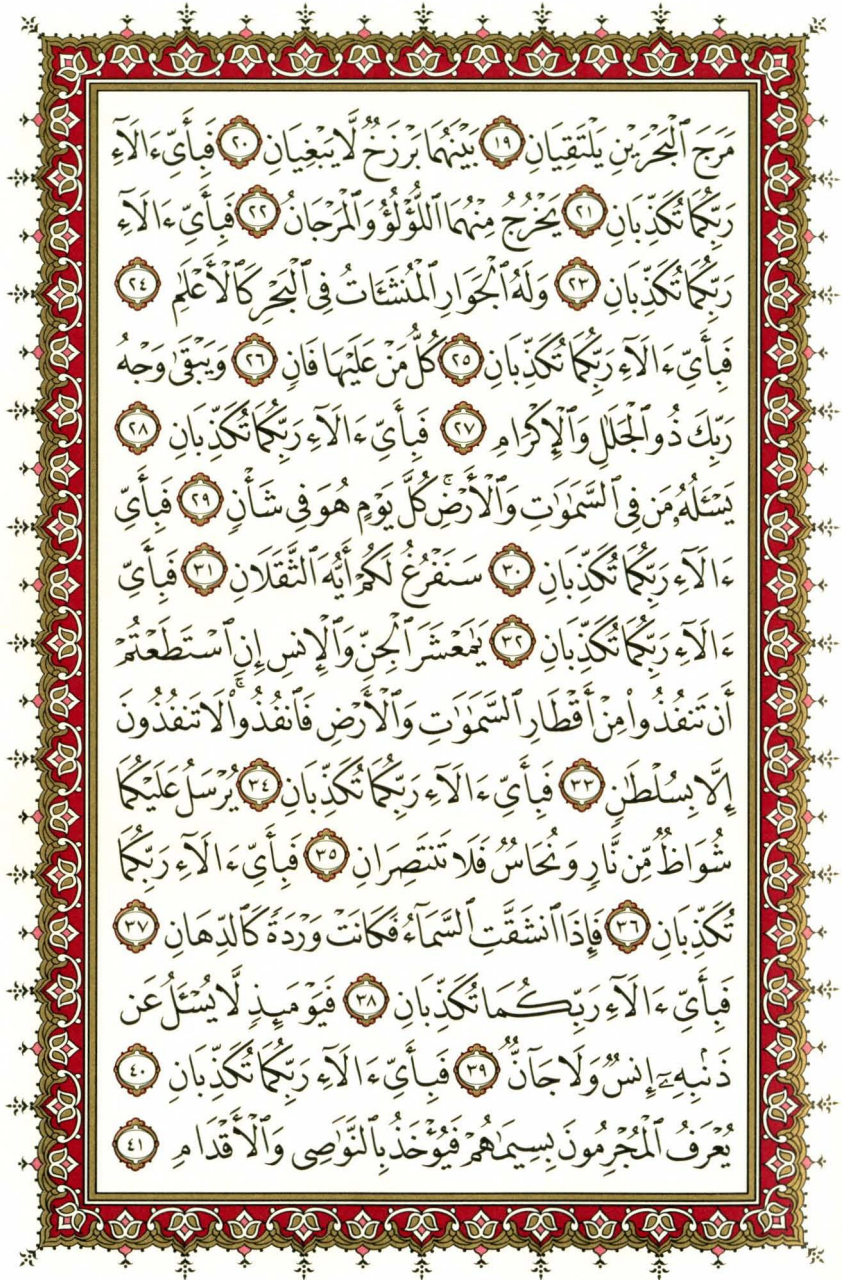 مَرَجَ ٱلْبَحْرَيْنِ يَلْتَقِيَانِ ١٩ بَيْنَهُمَا بَرْزَخٌ لَّا يَبْغِيَانِ ٢٠ فَبِأَيِّ ءَالَآءِ
رَبِّكُمَا تُكَذِّبَانِ ٢١ يَخْرُجُ مِنْهُمَا ٱللُّؤْلُؤُ وَٱلْمَرْجَانُ ٢٢ فَبِأَيِّ ءَالَآءِ
رَبِّكُمَا تُكَذِّبَانِ ٢٣ وَلَهُ ٱلْجَوَارِ ٱلْمُنشَـَٔاتُ فِى ٱلْبَحْرِ كَٱلْأَعْلَٰمِ ٢٤
فَبِأَيِّ ءَالَآءِ رَبِّكُمَا تُكَذِّبَانِ ٢٥ كُلُّ مَنْ عَلَيْهَا فَانٍ ٢٦ وَيَبْقَىٰ وَجْهُ
رَبِّكَ ذُو ٱلْجَلَٰلِ وَٱلْإِكْرَامِ ٢٧ فَبِأَيِّ ءَالَآءِ رَبِّكُمَا تُكَذِّبَانِ ٢٨
يَسْـَٔلُهُۥ مَن فِى ٱلسَّمَٰوَٰتِ وَٱلْأَرْضِ ۚ كُلَّ يَوْمٍ هُوَ فِى شَأْنٍ ٢٩ فَبِأَيِّ
ءَالَآءِ رَبِّكُمَا تُكَذِّبَانِ ٣٠ سَنَفْرُغُ لَكُمْ أَيُّهَ ٱلثَّقَلَانِ ٣١ فَبِأَيِّ
ءَالَآءِ رَبِّكُمَا تُكَذِّبَانِ ٣٢ يَٰمَعْشَرَ ٱلْجِنِّ وَٱلْإِنسِ إِنِ ٱسْتَطَعْتُمْ
أَن تَنفُذُوا۟ مِنْ أَقْطَارِ ٱلسَّمَٰوَٰتِ وَٱلْأَرْضِ فَٱنفُذُوا۟ ۚ لَا تَنفُذُونَ
إِلَّا بِسُلْطَٰنٍ ٣٣ فَبِأَيِّ ءَالَآءِ رَبِّكُمَا تُكَذِّبَانِ ٣٤ يُرْسَلُ عَلَيْكُمَا
شُوَاظٌ مِّن نَّارٍ وَنُحَاسٌ فَلَا تَنتَصِرَانِ ٣٥ فَبِأَيِّ ءَالَآءِ رَبِّكُمَا
تُكَذِّبَانِ ٣٦ فَإِذَا ٱنشَقَّتِ ٱلسَّمَآءُ فَكَانَتْ وَرْدَةً كَٱلدِّهَانِ ٣٧
فَبِأَيِّ ءَالَآءِ رَبِّكُمَا تُكَذِّبَانِ ٣٨ فَيَوْمَئِذٍ لَّا يُسْـَٔلُ عَن
ذَنۢبِهِۦٓ إِنسٌ وَلَا جَآنٌّ ٣٩ فَبِأَيِّ ءَالَآءِ رَبِّكُمَا تُكَذِّبَانِ ٤٠
يُعْرَفُ ٱلْمُجْرِمُونَ بِسِيمَٰهُمْ فَيُؤْخَذُ بِٱلنَّوَٰصِى وَٱلْأَقْدَامِ ٤١